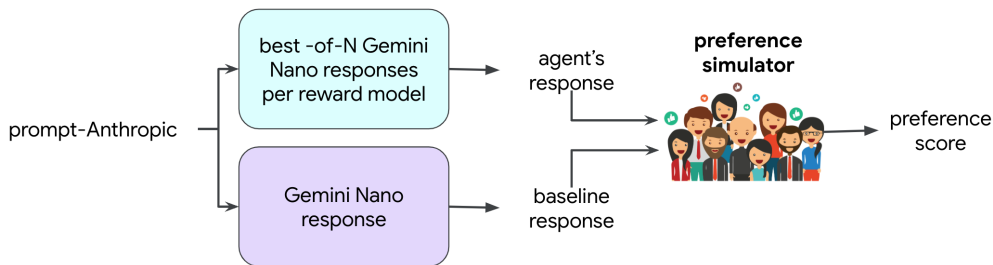 best -of-N Gemini
Nano responses
per reward model
prompt-Anthropic
Gemini Nano
response
agent's
response
baseline
response
preference
simulator
preference
score